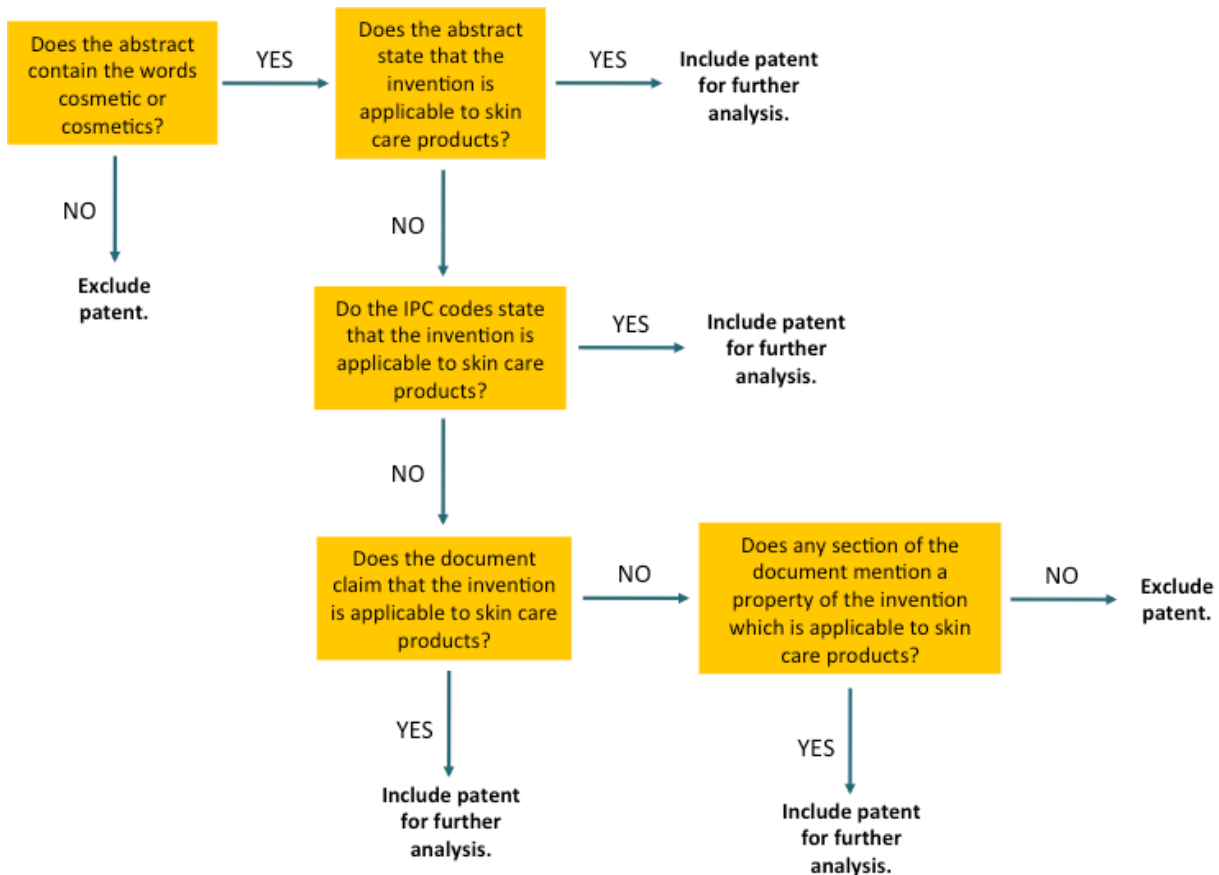 Does the abstract
contain the words
cosmetic or
cosmetics?
YES
Does the abstract
state that the
invention is
applicable to skin
care products?
YES
Include patent
for further
analysis.
NO
Exclude
patent.
NO
Do the IPC codes state
that the invention is
applicable to skin care
products?
YES
Include patent
for further
analysis.
NO
Does the document
claim that the invention
is applicable to skin care
products?
NO
Does any section of the
document mention a
property of the invention
which is applicable to skin
care products?
NO
Exclude
patent.
YES
Include patent
for further
analysis.
YES
Include patent
for further
analysis.